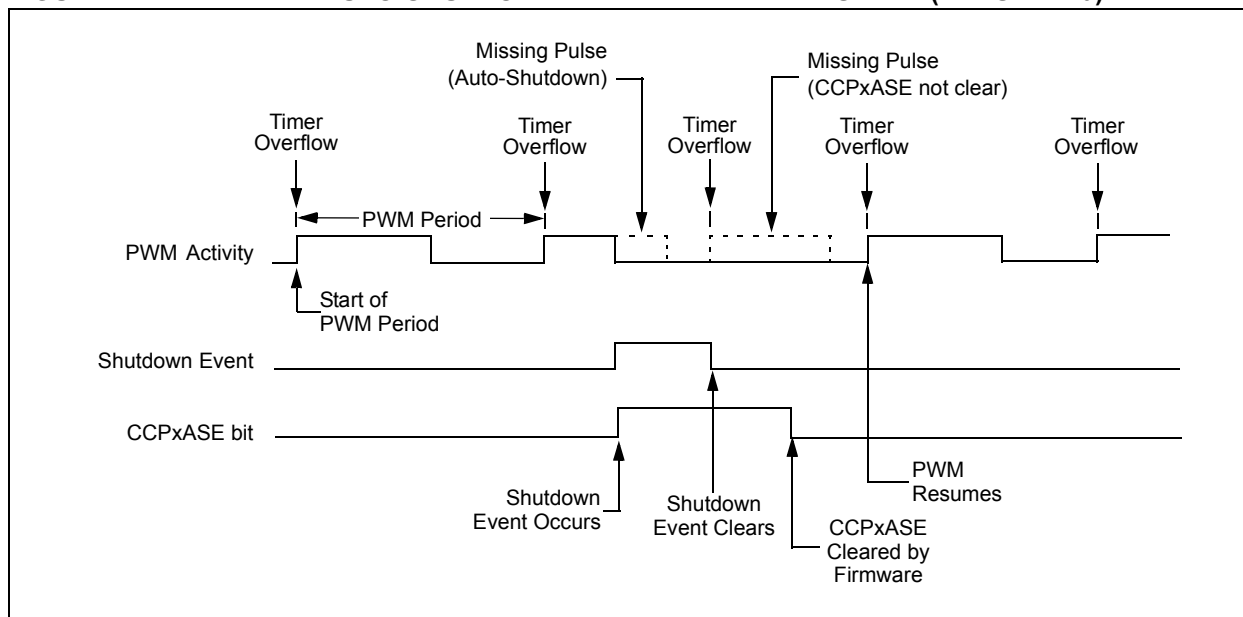 Missing Pulse
(Auto-Shutdown)
Missing Pulse
(CCPxASE not clear)
Timer
Overflow
Timer
Overflow
Timer
Overflow
Timer
Overflow
Timer
Overflow
PWM Period
PWM Activity
Start of
PWM Period
Shutdown Event
CCPxASE bit
Shutdown
Event Occurs
Shutdown
Event Clears
CCPxASE
Cleared by
Firmware
PWM
Resumes